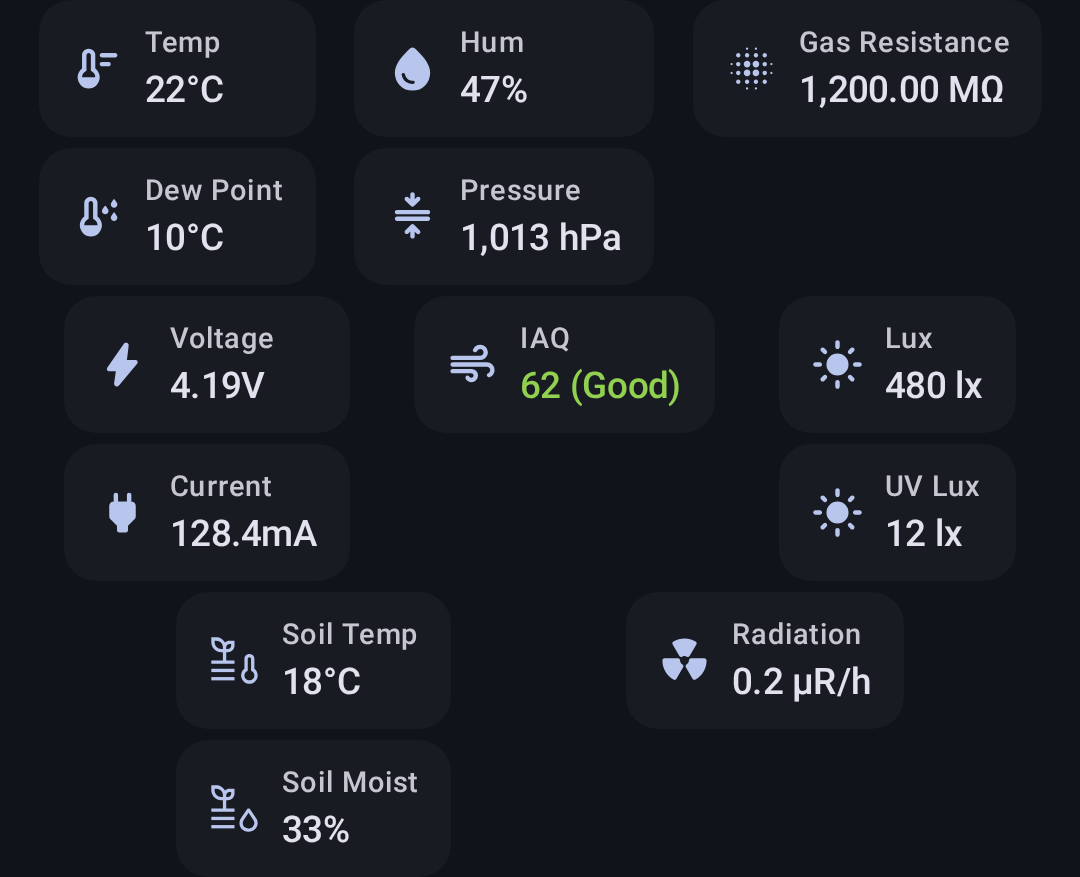 Temp
22°C
Hum
47%
Gas Resistance
1,200.00 MΩ
Dew Point
10°C
Pressure
1,013 hPa
Voltage
4.19V
IAQ
62 (Good)
Lux
480 lx
Current
128.4mA
UV Lux
12 lx
Soil Temp
18°C
Radiation
0.2 µR/h
Soil Moist
33%